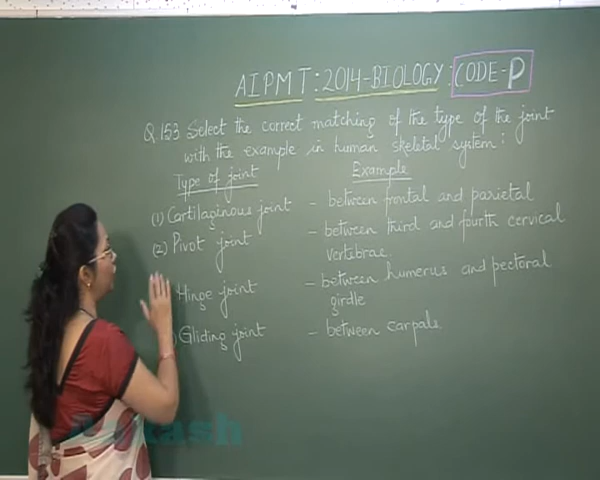 AIPMT : 2014-BIOLOGY : CODE-P
Q.153 Select the correct matching of the type of the joint
with the example in human skeletal system :
Type of joint Example
(1) Cartilaginous joint - between frontal and parietal
(2) Pivot joint - between third and fourth cervical
vertebrae
Hinge joint - between humerus and pectoral
girdle
) Gliding joint - between carpals
Aakash